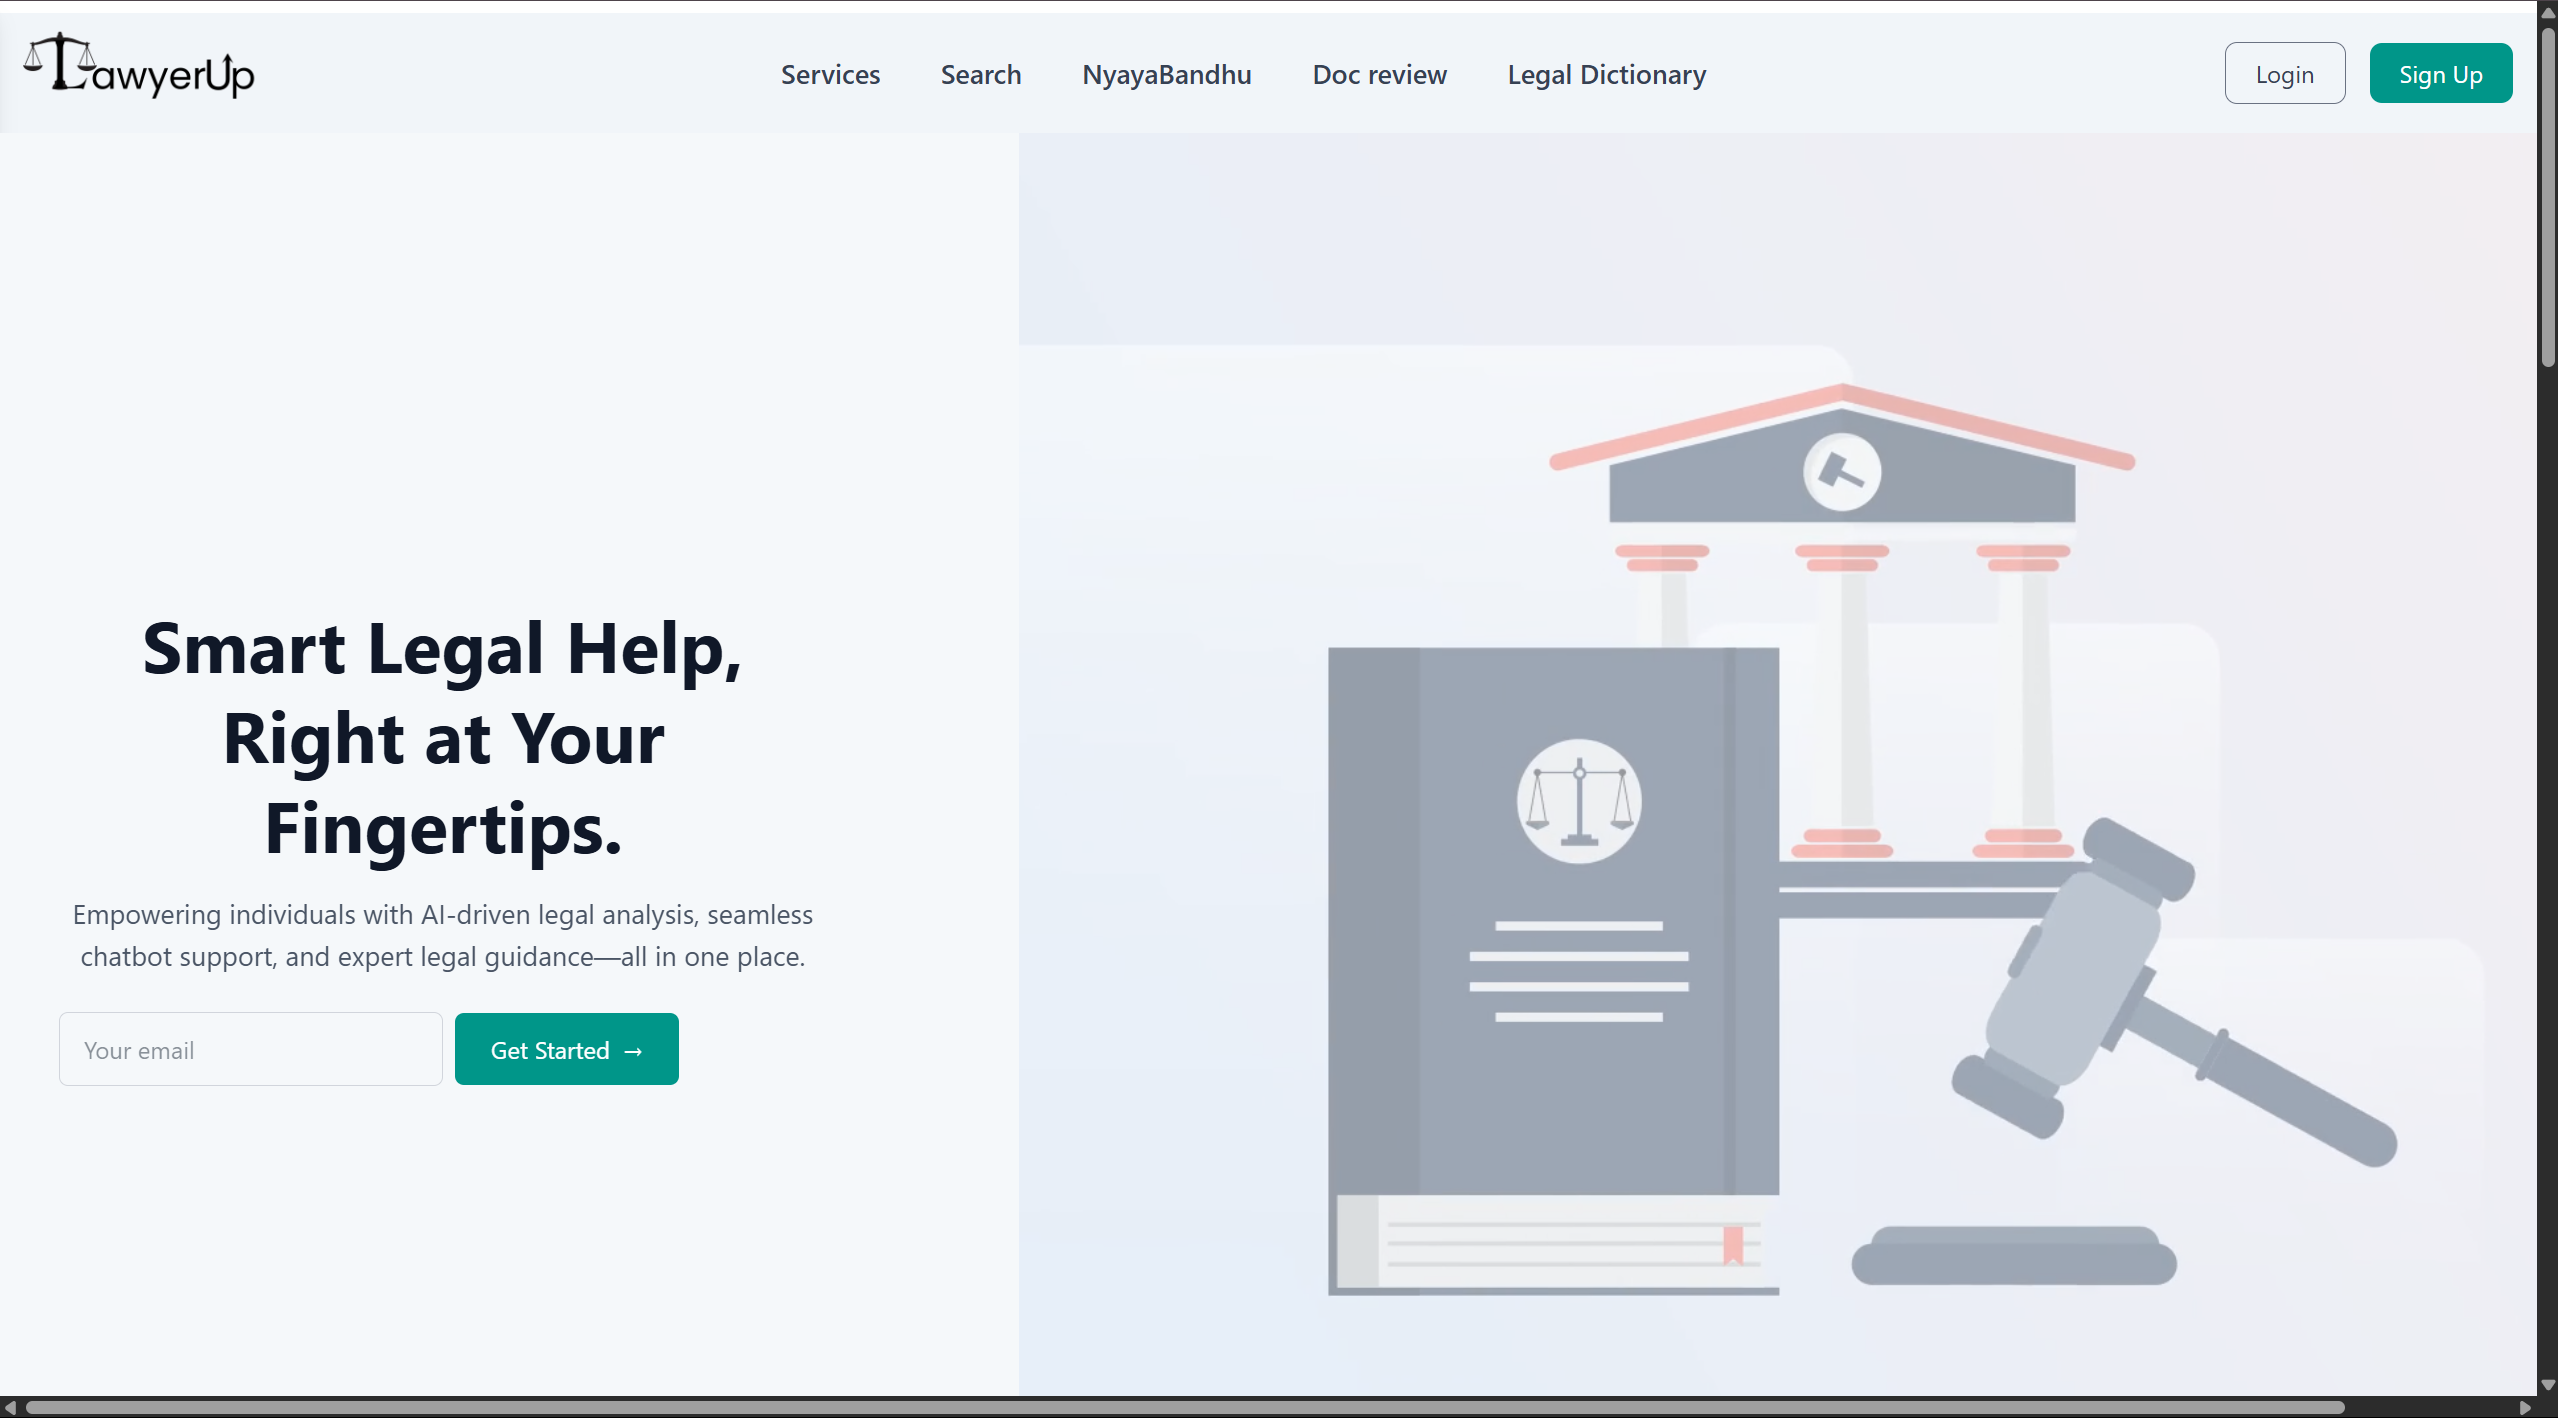 LawyerUp
Services
Search
NyayaBandhu
Doc review
Legal Dictionary
Login
Sign Up
Smart Legal Help,
Right at Your
Fingertips.
Empowering individuals with AI-driven legal analysis, seamless
chatbot support, and expert legal guidance—all in one place.
Your email
Get Started →